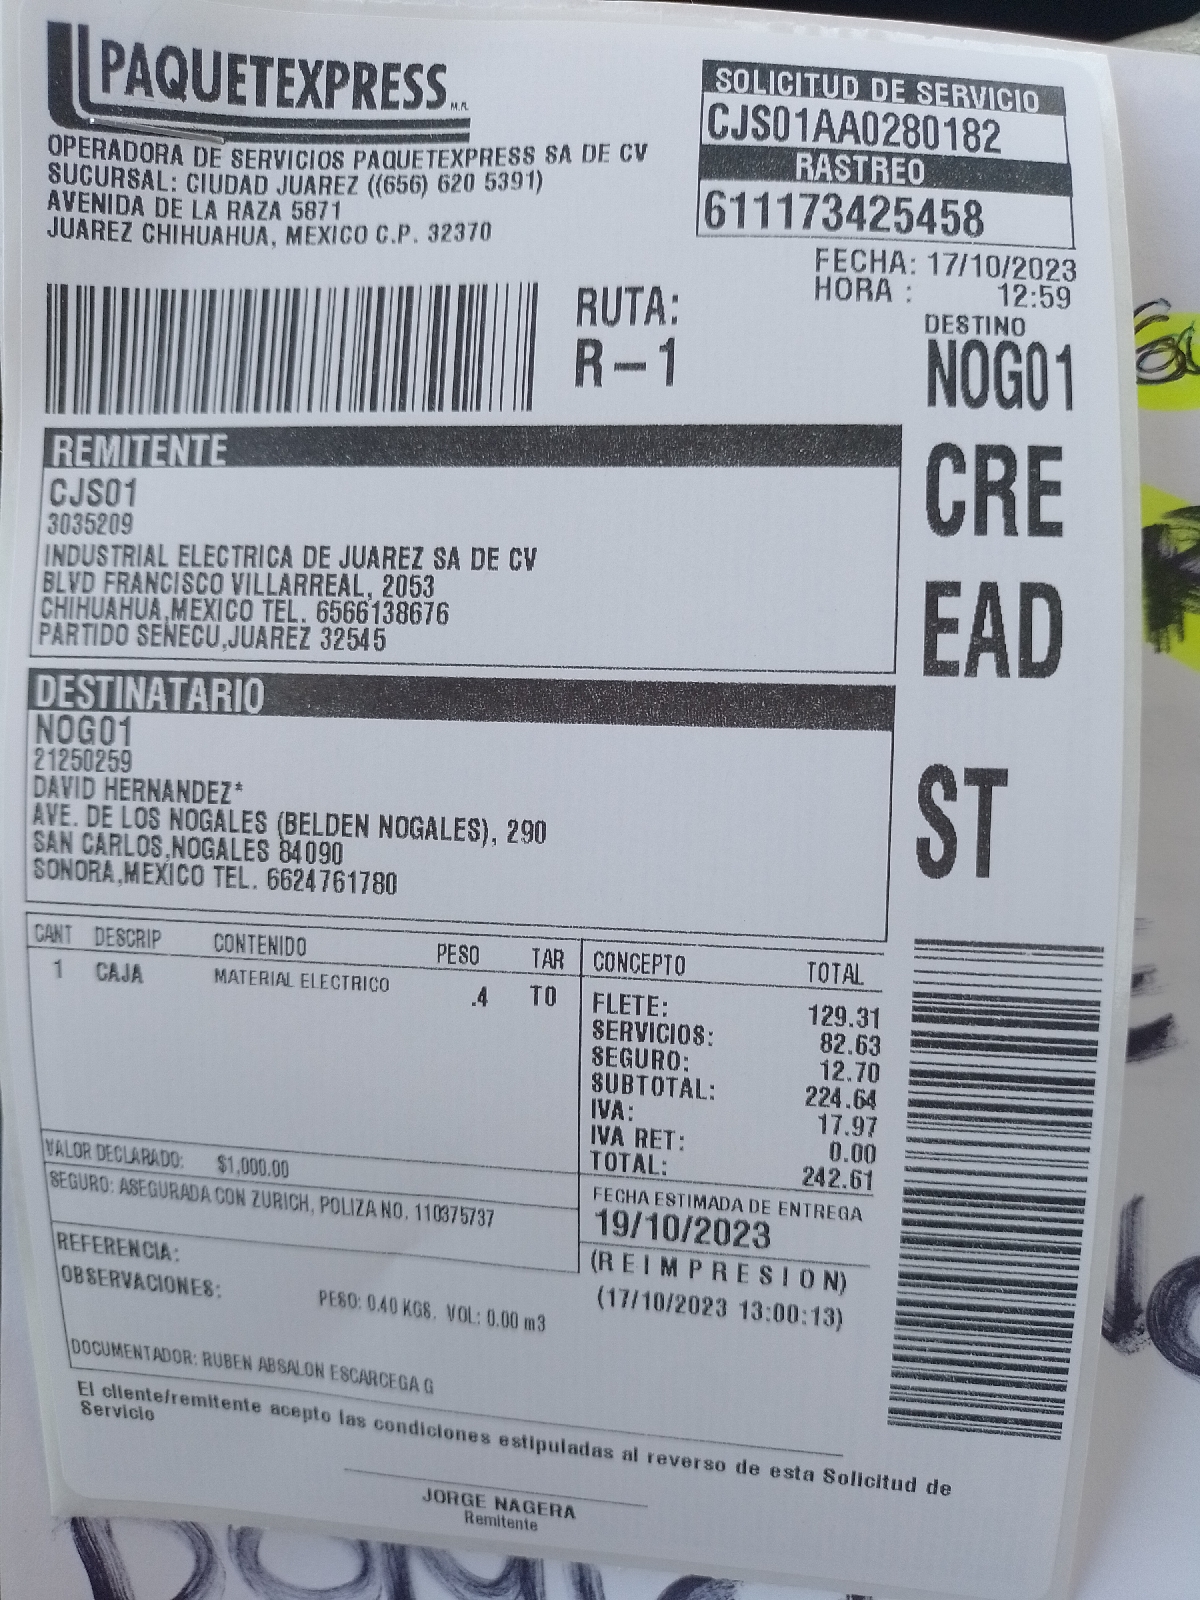 PAQUETEXPRESS M.R.
OPERADORA DE SERVICIOS PAQUETEXPRESS SA DE CV
SUCURSAL: CIUDAD JUAREZ ((656) 620 5391)
AVENIDA DE LA RAZA 5871
JUAREZ CHIHUAHUA, MEXICO C.P. 32370
SOLICITUD DE SERVICIO
CJS01AA0280182
RASTREO
611173425458
FECHA: 17/10/2023
HORA : 12:59
RUTA:
R-1
DESTINO
NOG01
CRE
EAD
ST
REMITENTE
CJS01
3035209
INDUSTRIAL ELECTRICA DE JUAREZ SA DE CV
BLVD FRANCISCO VILLARREAL, 2053
CHIHUAHUA,MEXICO TEL. 6566138676
PARTIDO SENECU,JUAREZ 32545
DESTINATARIO
NOG01
21250259
DAVID HERNANDEZ*
AVE. DE LOS NOGALES (BELDEN NOGALES), 290
SAN CARLOS,NOGALES 84090
SONORA,MEXICO TEL. 6624761780
CANT DESCRIP CONTENIDO PESO TAR
1 CAJA MATERIAL ELECTRICO .4 T0
VALOR DECLARADO: $1,000.00
SEGURO: ASEGURADA CON ZURICH, POLIZA NO. 110375737
REFERENCIA:
OBSERVACIONES:
PESO: 0.40 KGS. VOL: 0.00 m3
DOCUMENTADOR: RUBEN ABSALON ESCARCEGA G
CONCEPTO TOTAL
FLETE: 129.31
SERVICIOS: 82.63
SEGURO: 12.70
SUBTOTAL: 224.64
IVA: 17.97
IVA RET: 0.00
TOTAL: 242.61
FECHA ESTIMADA DE ENTREGA
19/10/2023
(REIMPRESION)
(17/10/2023 13:00:13)
El cliente/remitente acepto las condiciones estipuladas al reverso de esta Solicitud de
Servicio
JORGE NAGERA
Remitente